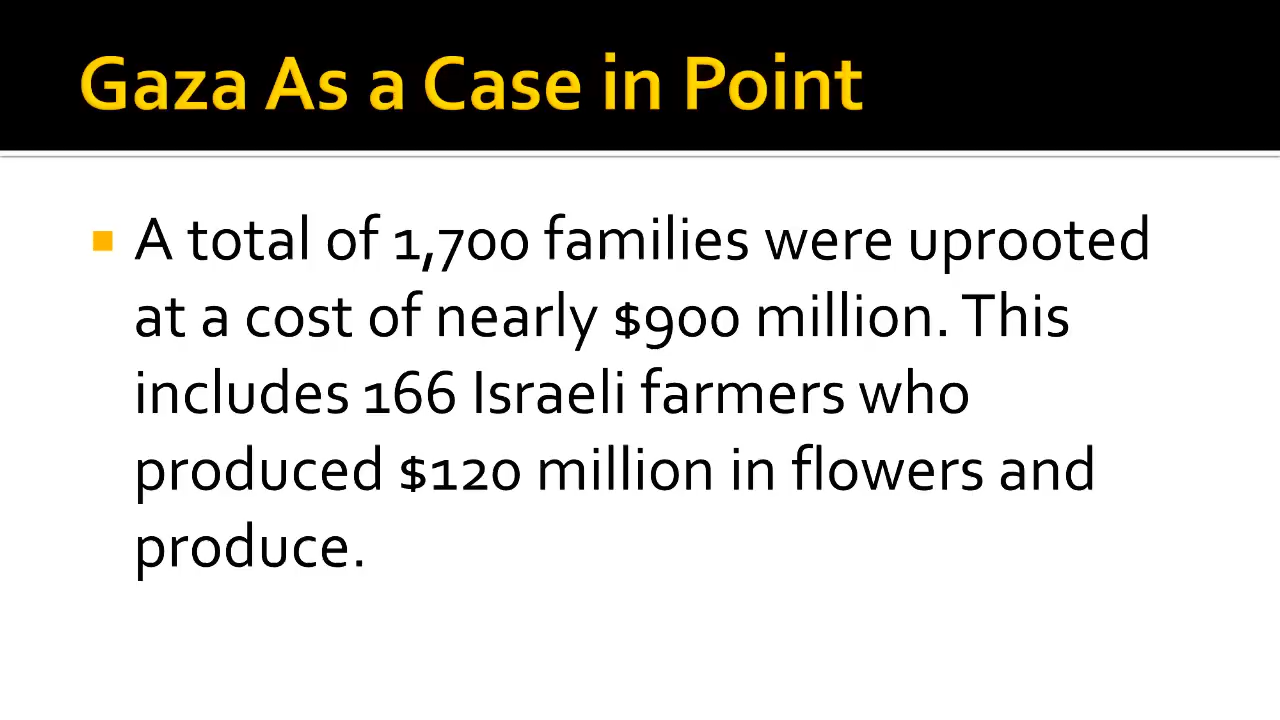 Gaza As a Case in Point
A total of 1,700 families were uprooted
at a cost of nearly $900 million. This
includes 166 Israeli farmers who
produced $120 million in flowers and
produce.